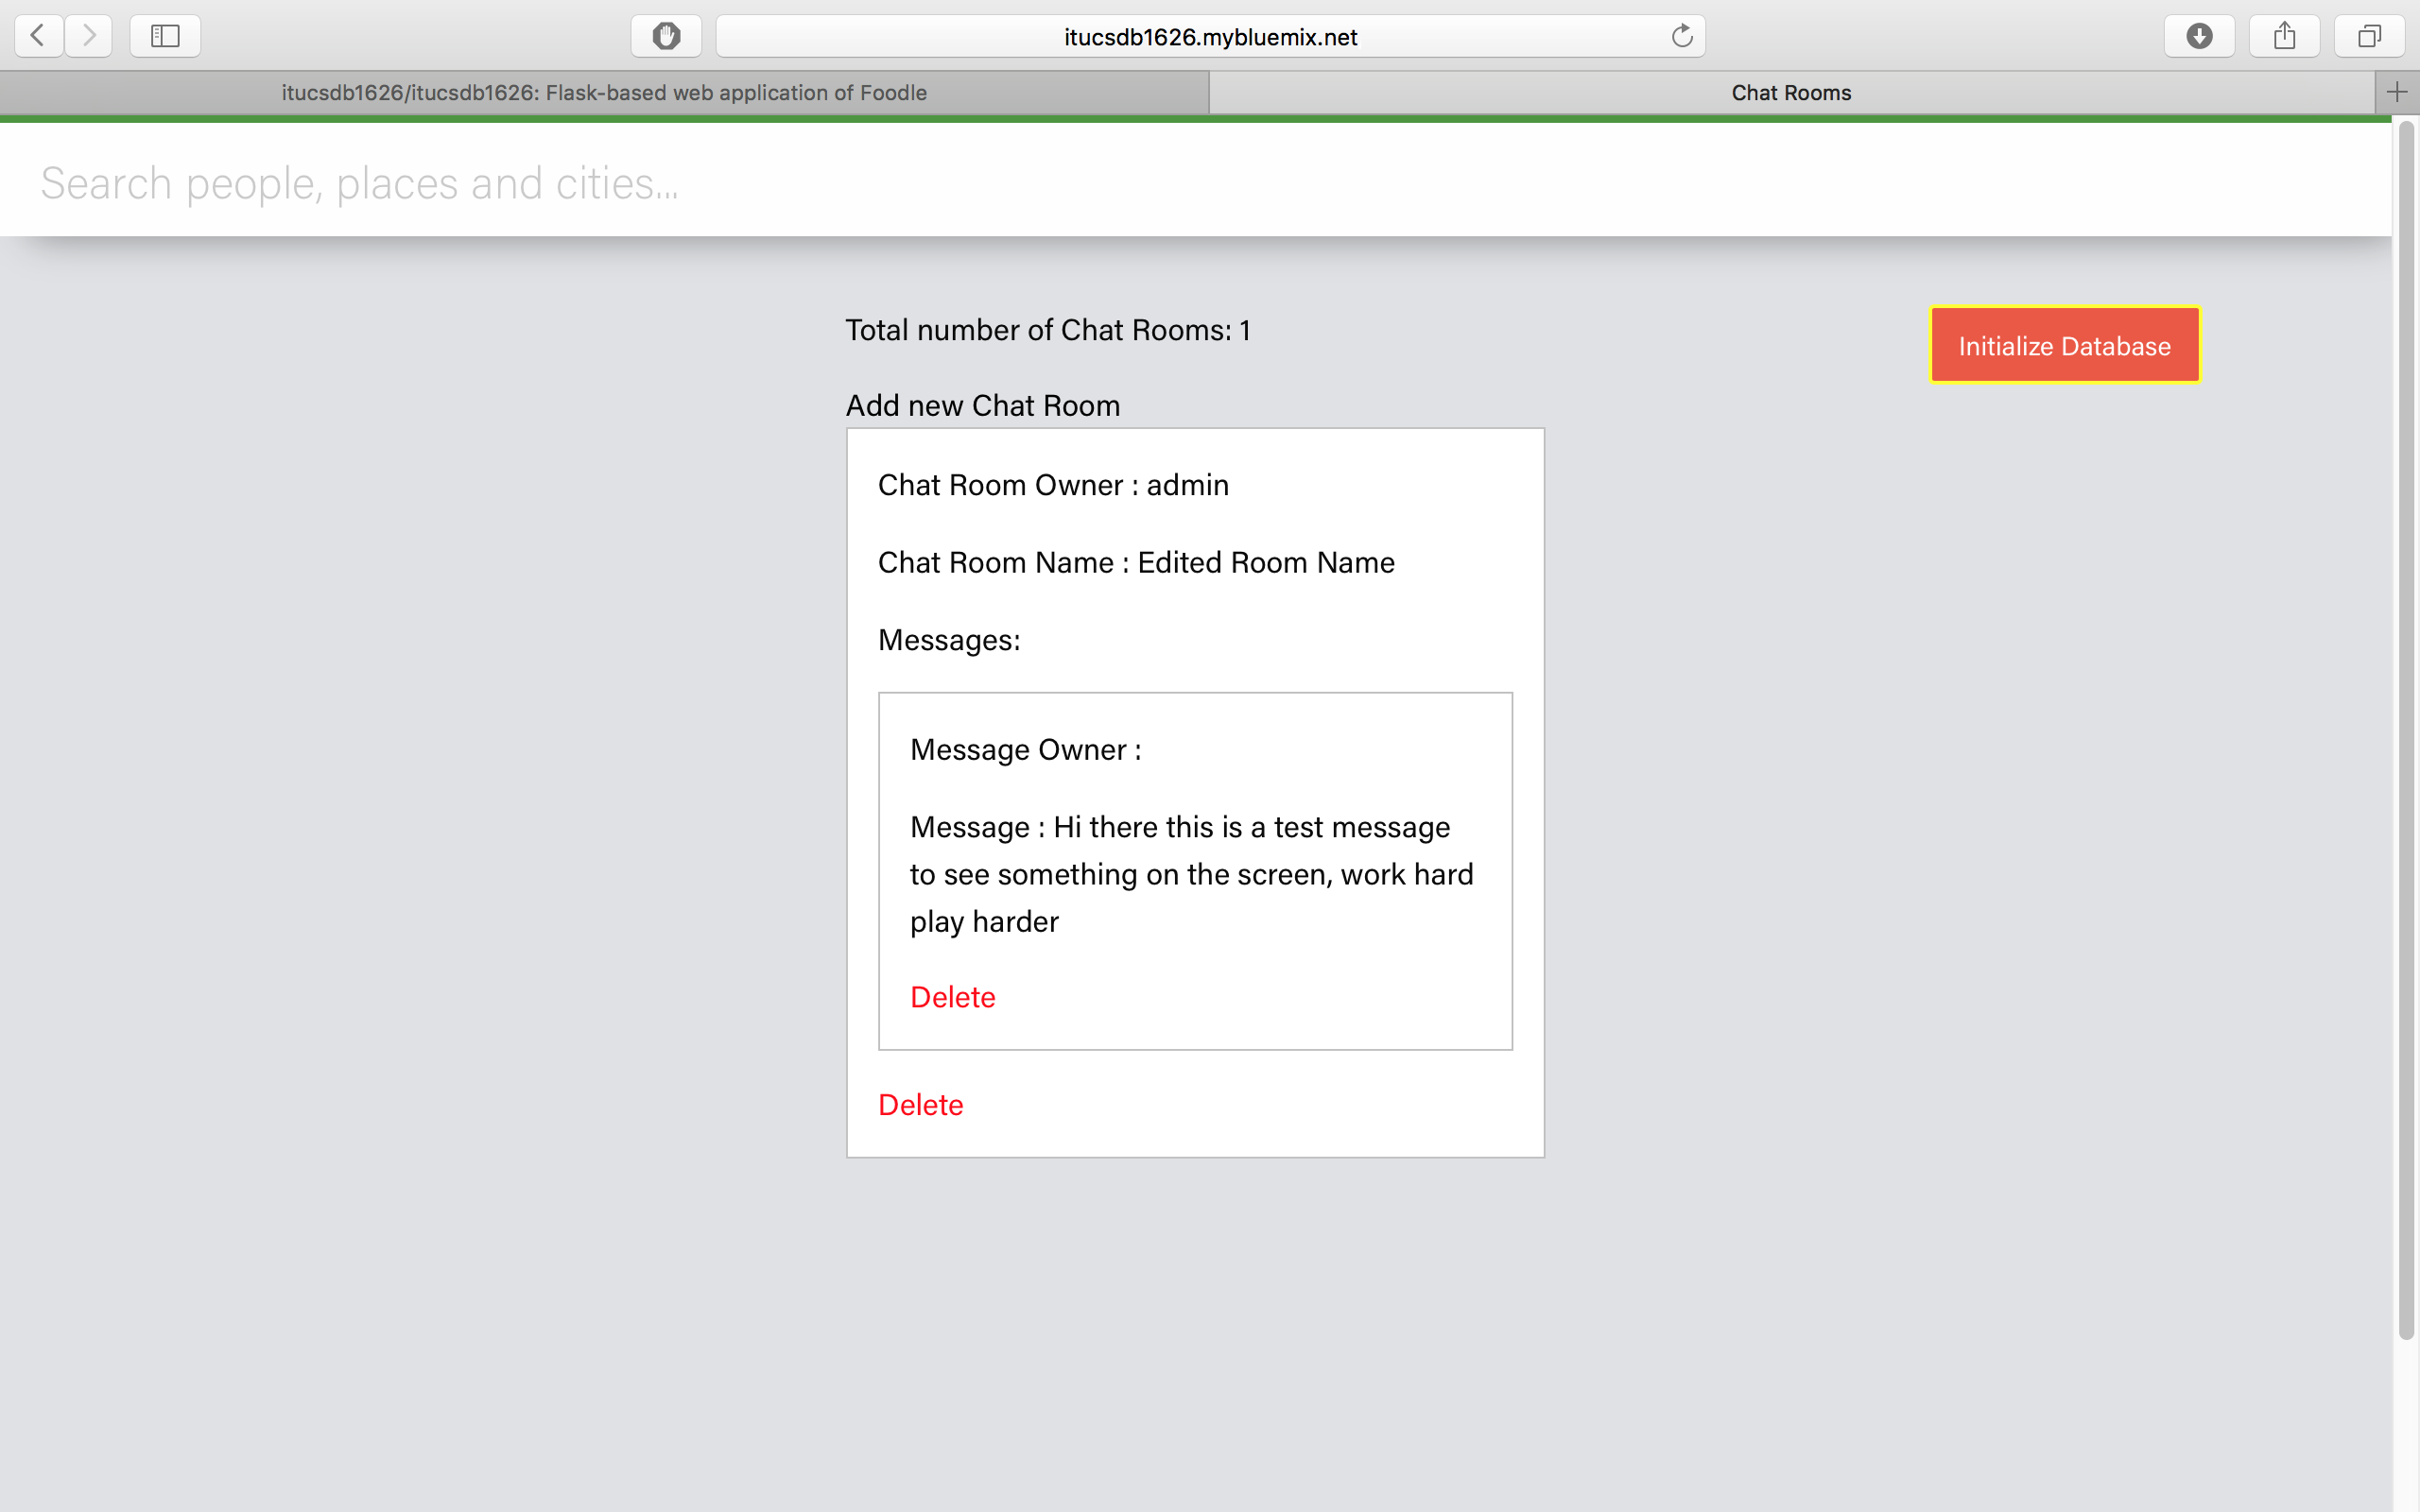 itucsdb1626.mybluemix.net
itucsdb1626/itucsdb1626: Flask-based web application of Foodle
Chat Rooms
Search people, places and cities...
Total number of Chat Rooms: 1
Initialize Database
Add new Chat Room
Chat Room Owner : admin
Chat Room Name : Edited Room Name
Messages:
Message Owner :
Message : Hi there this is a test message
to see something on the screen, work hard
play harder
Delete
Delete